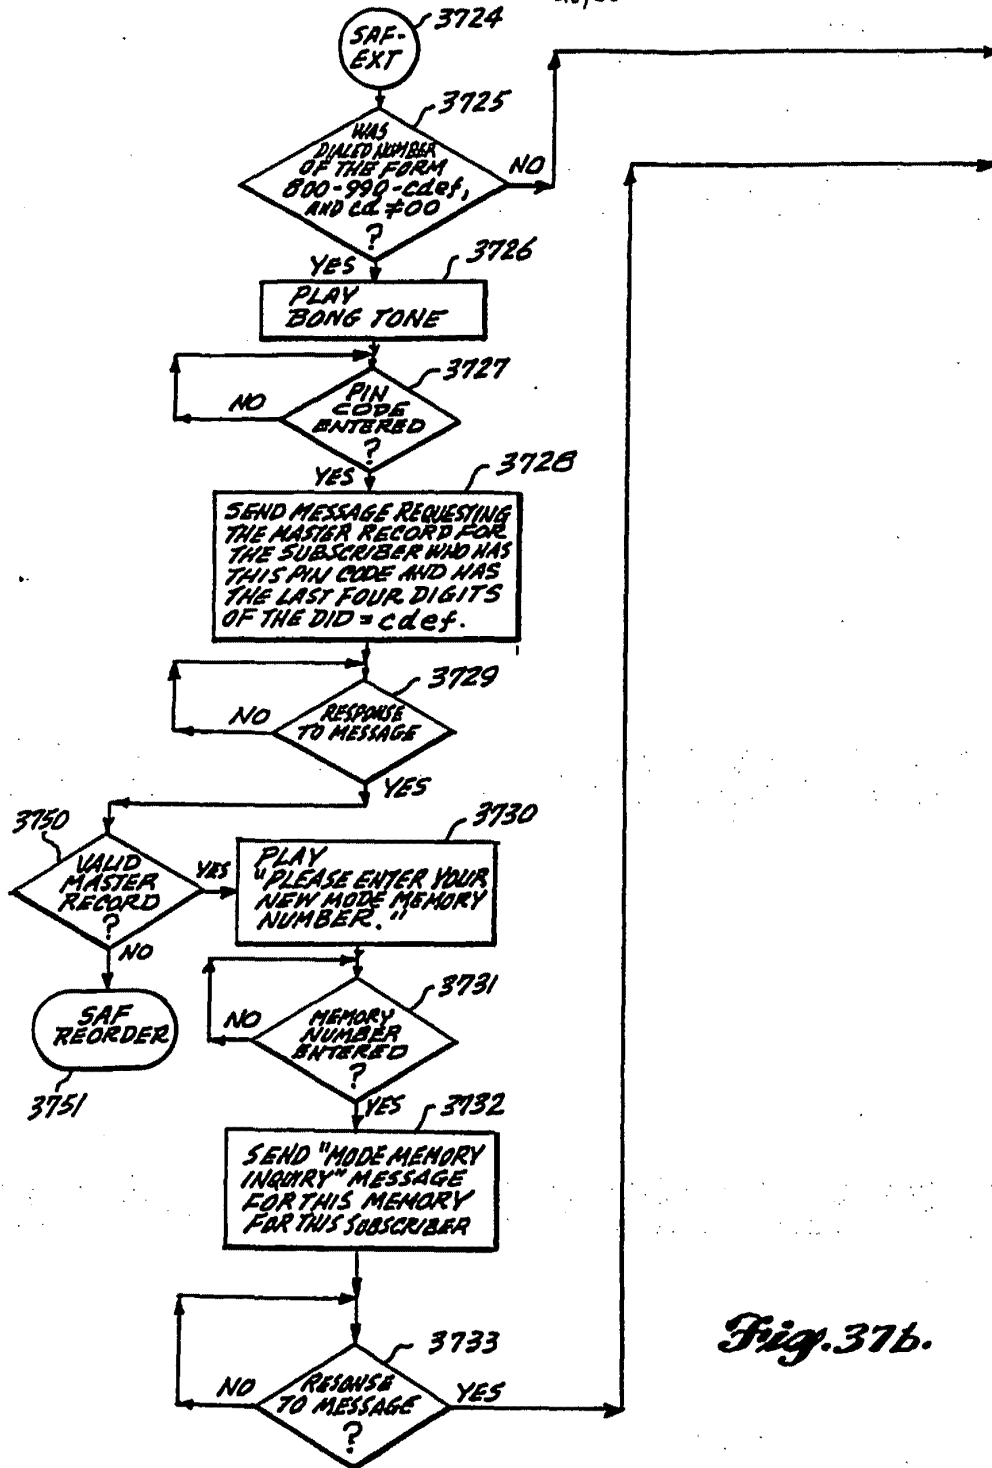 3724
SAF-
EXT
3725
WAS
DIALED NUMBER
OF THE FORM
800-990-cdef,
AND cd ≠ 00
?
NO
YES
3726
PLAY
BONG TONE
3727
PIN
CODE
ENTERED
?
NO
YES
3728
SEND MESSAGE REQUESTING
THE MASTER RECORD FOR
THE SUBSCRIBER WHO HAS
THIS PIN CODE AND HAS
THE LAST FOUR DIGITS
OF THE DID = cdef.
3729
RESPONSE
TO MESSAGE
NO
YES
3750
VALID
MASTER
RECORD
?
YES
NO
SAF
REORDER
3751
3730
PLAY
"PLEASE ENTER YOUR
NEW MODE MEMORY
NUMBER."
3731
MEMORY
NUMBER
ENTERED
?
NO
YES
3732
SEND "MODE MEMORY
INQUIRY" MESSAGE
FOR THIS MEMORY
FOR THIS SUBSCRIBER
3733
RESONSE
TO MESSAGE
?
NO
YES
Fig. 37b.